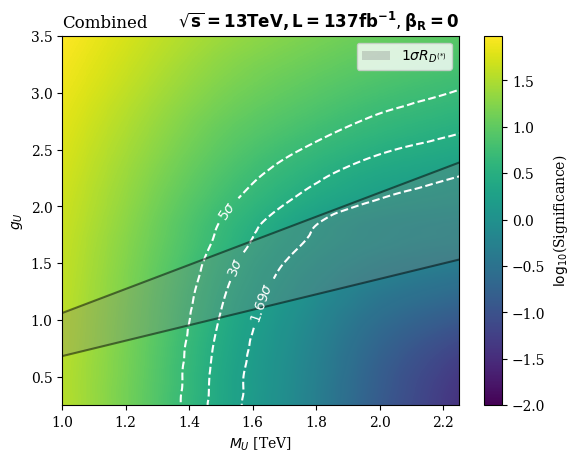 Combined
√s = 13TeV, L = 137fb⁻¹, β_R = 0
1σR_D(*)
3.5
3.0
2.5
2.0
1.5
1.0
0.5
g_U
5σ
3σ
1.69σ
1.0 1.2 1.4 1.6 1.8 2.0 2.2
M_U [TeV]
1.5
1.0
0.5
0.0
−0.5
−1.0
−1.5
−2.0
log₁₀(Significance)